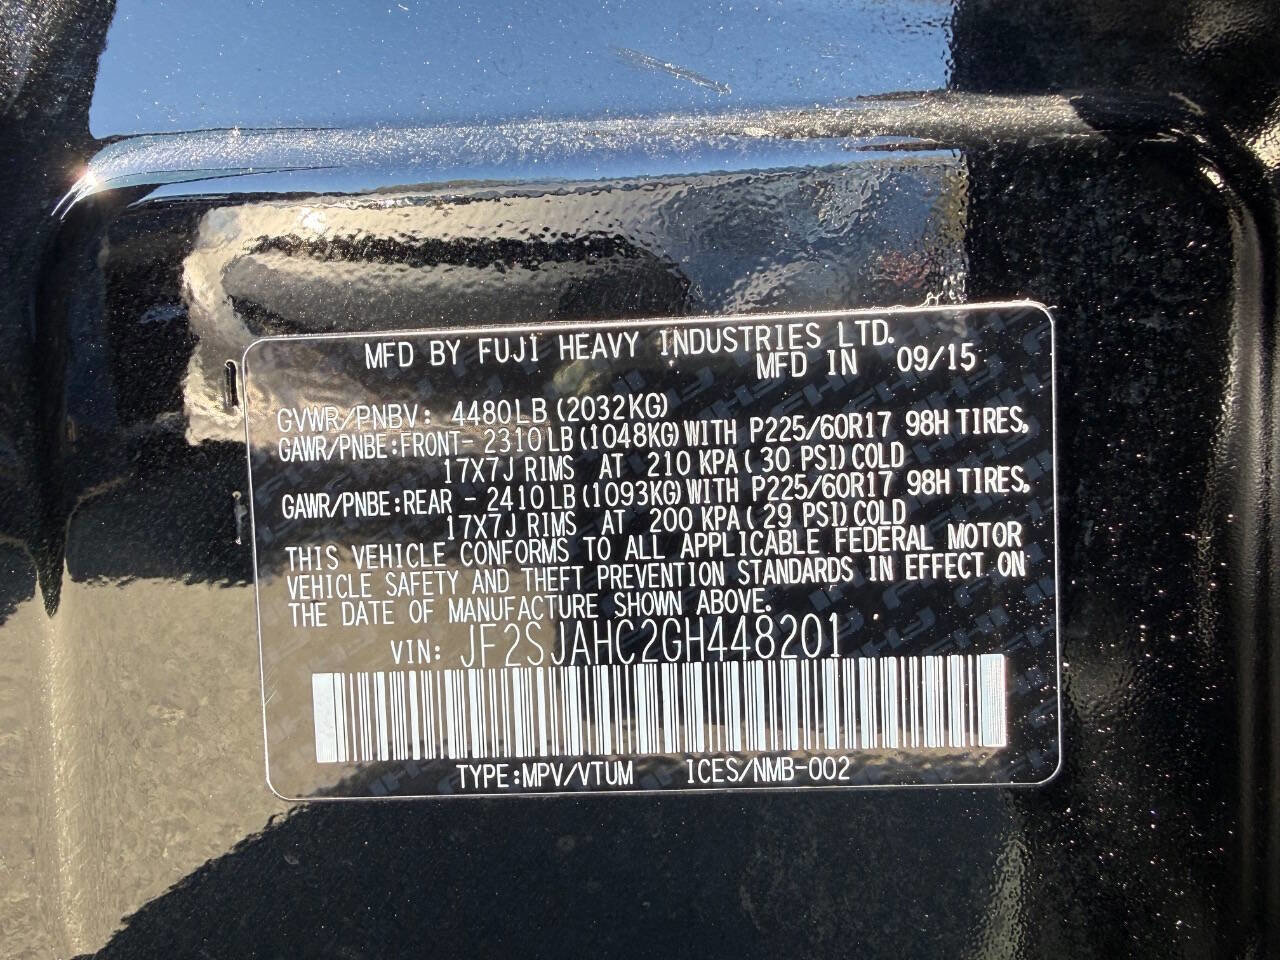 MFD BY FUJI HEAVY INDUSTRIES LTD.
MFD IN 09/15
GVWR/PNBV: 4480LB(2032KG)
GAWR/PNBE:FRONT- 2310LB(1048KG)WITH P225/60R17 98H TIRES,
17X7J RIMS AT 210 KPA(30 PSI)COLD
GAWR/PNBE:REAR - 2410LB(1093KG)WITH P225/60R17 98H TIRES,
17X7J RIMS AT 200 KPA(29 PSI)COLD
THIS VEHICLE CONFORMS TO ALL APPLICABLE FEDERAL MOTOR
VEHICLE SAFETY AND THEFT PREVENTION STANDARDS IN EFFECT ON
THE DATE OF MANUFACTURE SHOWN ABOVE.
VIN: JF2SJAHC2GH448201
TYPE:MPV/VTUM ICES/NMB-002